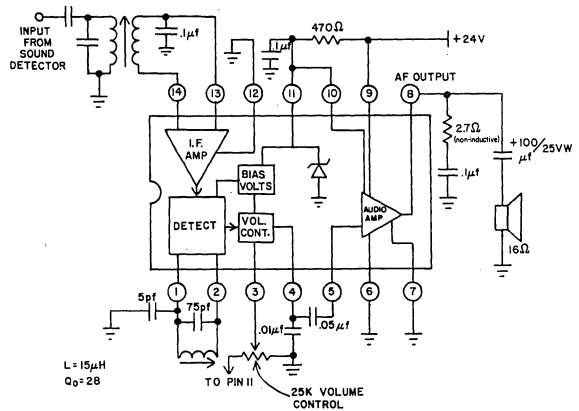 INPUT
FROM
SOUND
DETECTOR
.1μf
.1μf
470Ω
+24V
AF OUTPUT
14
13
12
11
10
9
8
I.F.
AMP
BIAS
VOLTS
DETECT
VOL.
CONT.
AUDIO
AMP
2.7Ω
(non-inductive)
.1μf
+100/25VW
μf
16Ω
1
2
3
4
5
6
7
5pf
75pf
.01μf
.05μf
L=15μH
Qo=28
TO PIN 11
25K VOLUME
CONTROL